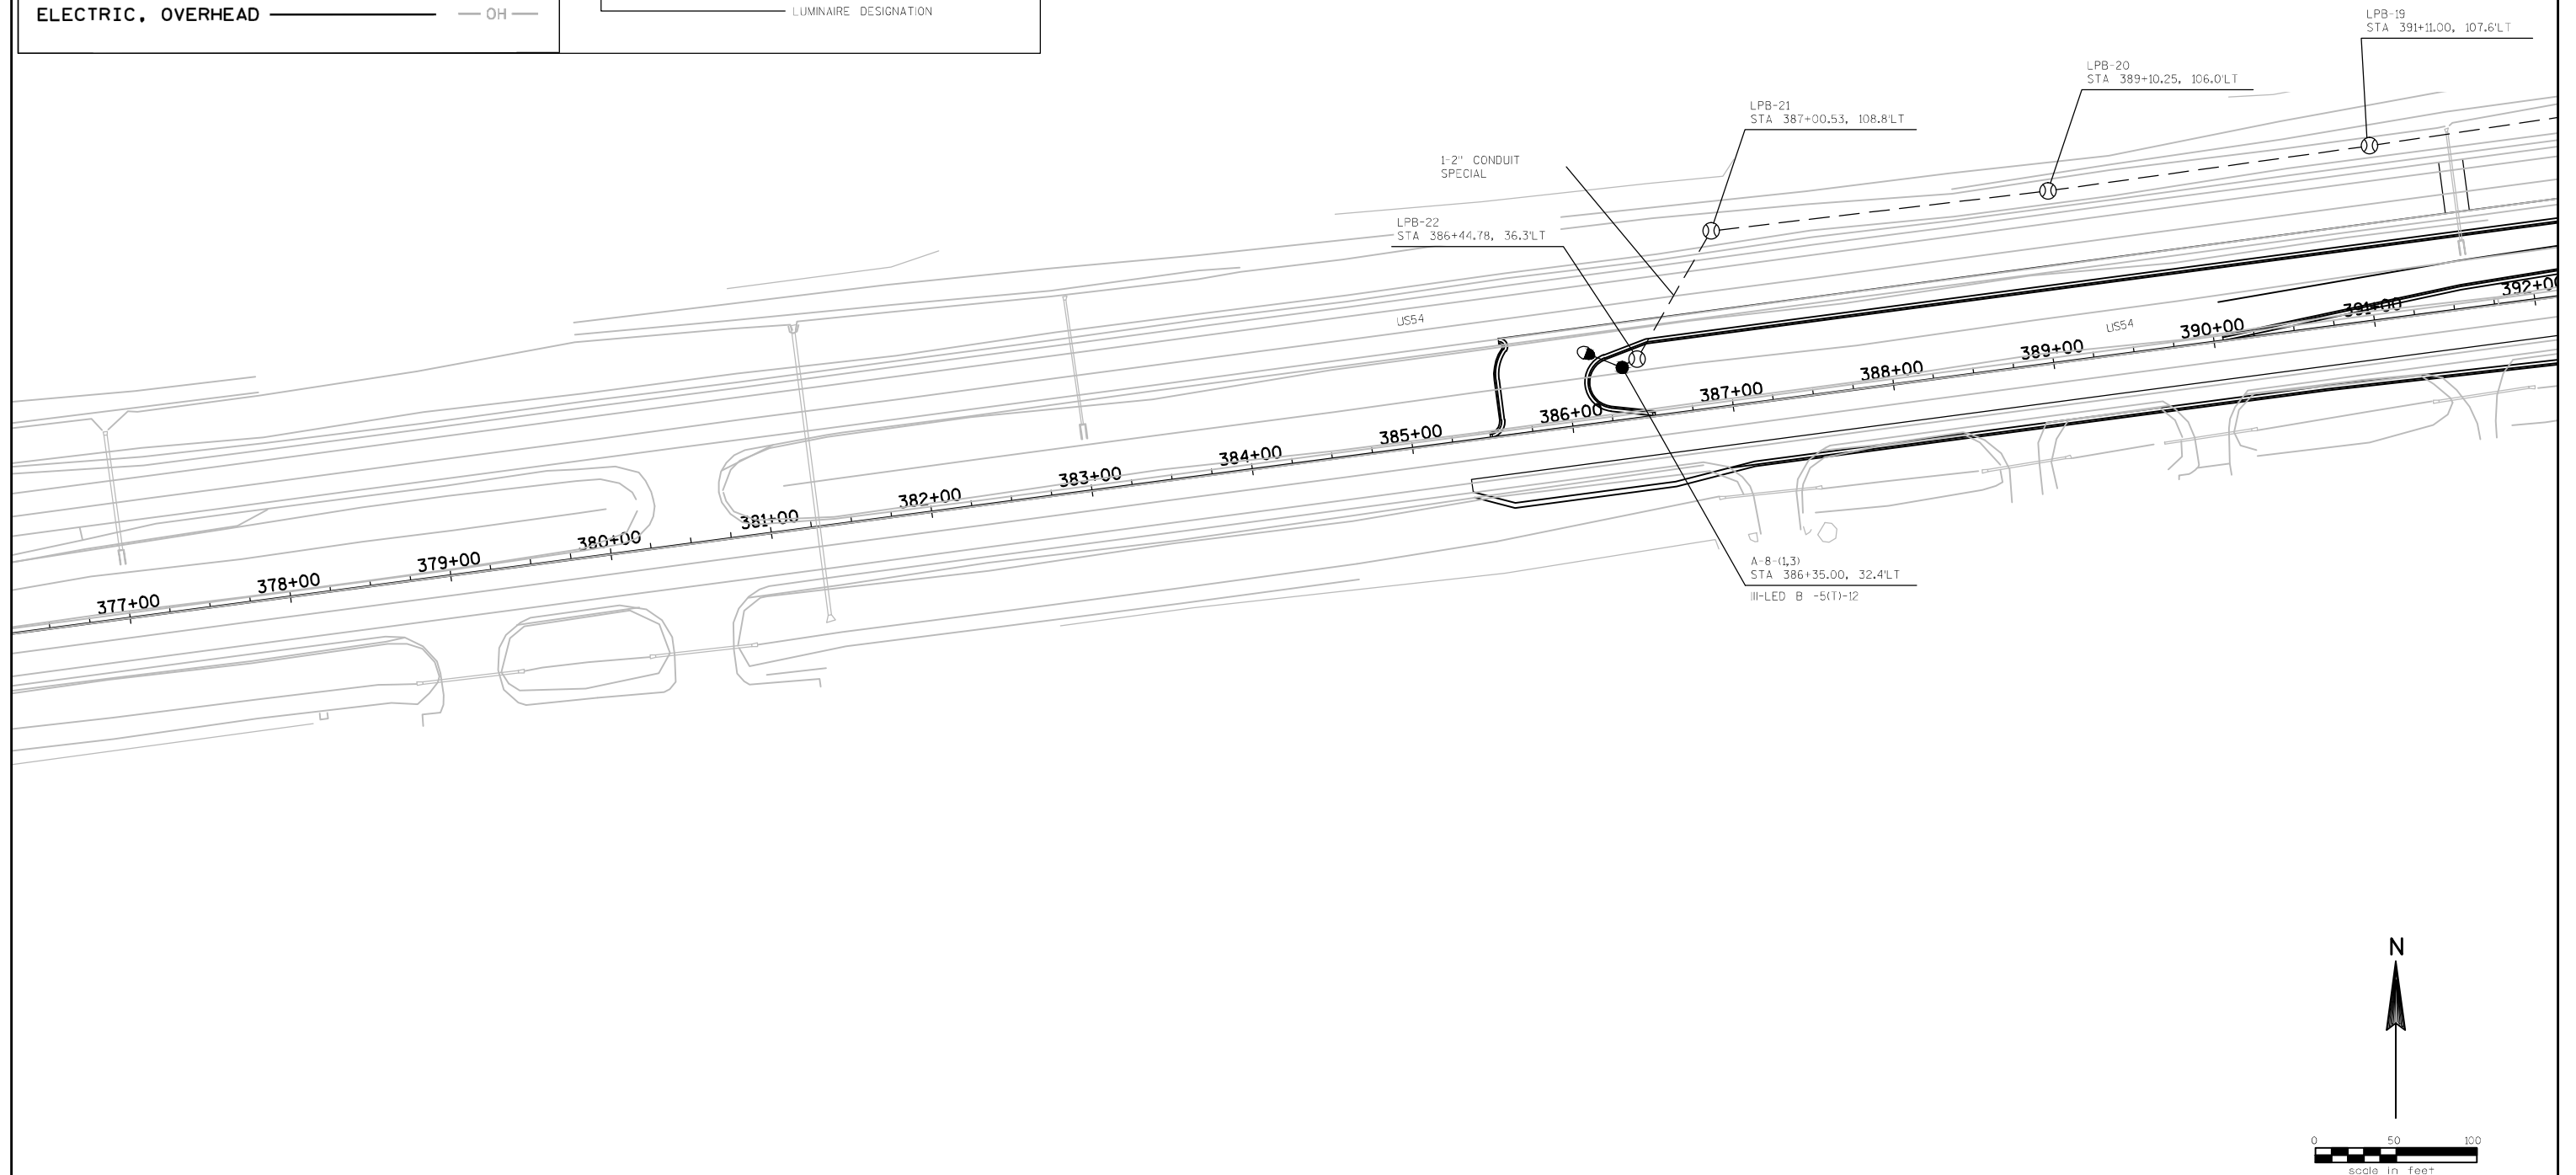 ELECTRIC, OVERHEAD
OH
LUMINAIRE DESIGNATION
LPB-19
STA 391+11.00, 107.6'LT
LPB-20
STA 389+10.25, 106.0'LT
LPB-21
STA 387+00.53, 108.8'LT
1-2" CONDUIT
SPECIAL
LPB-22
STA 386+44.78, 36.3'LT
US54
US54
377+00
378+00
379+00
380+00
381+00
382+00
383+00
384+00
385+00
386+00
387+00
388+00
389+00
390+00
391+00
392+00
A-8-(1,3)
STA 386+35.00, 32.4'LT
III-LED B -5(T)-12
N
0 50 100
scale in feet